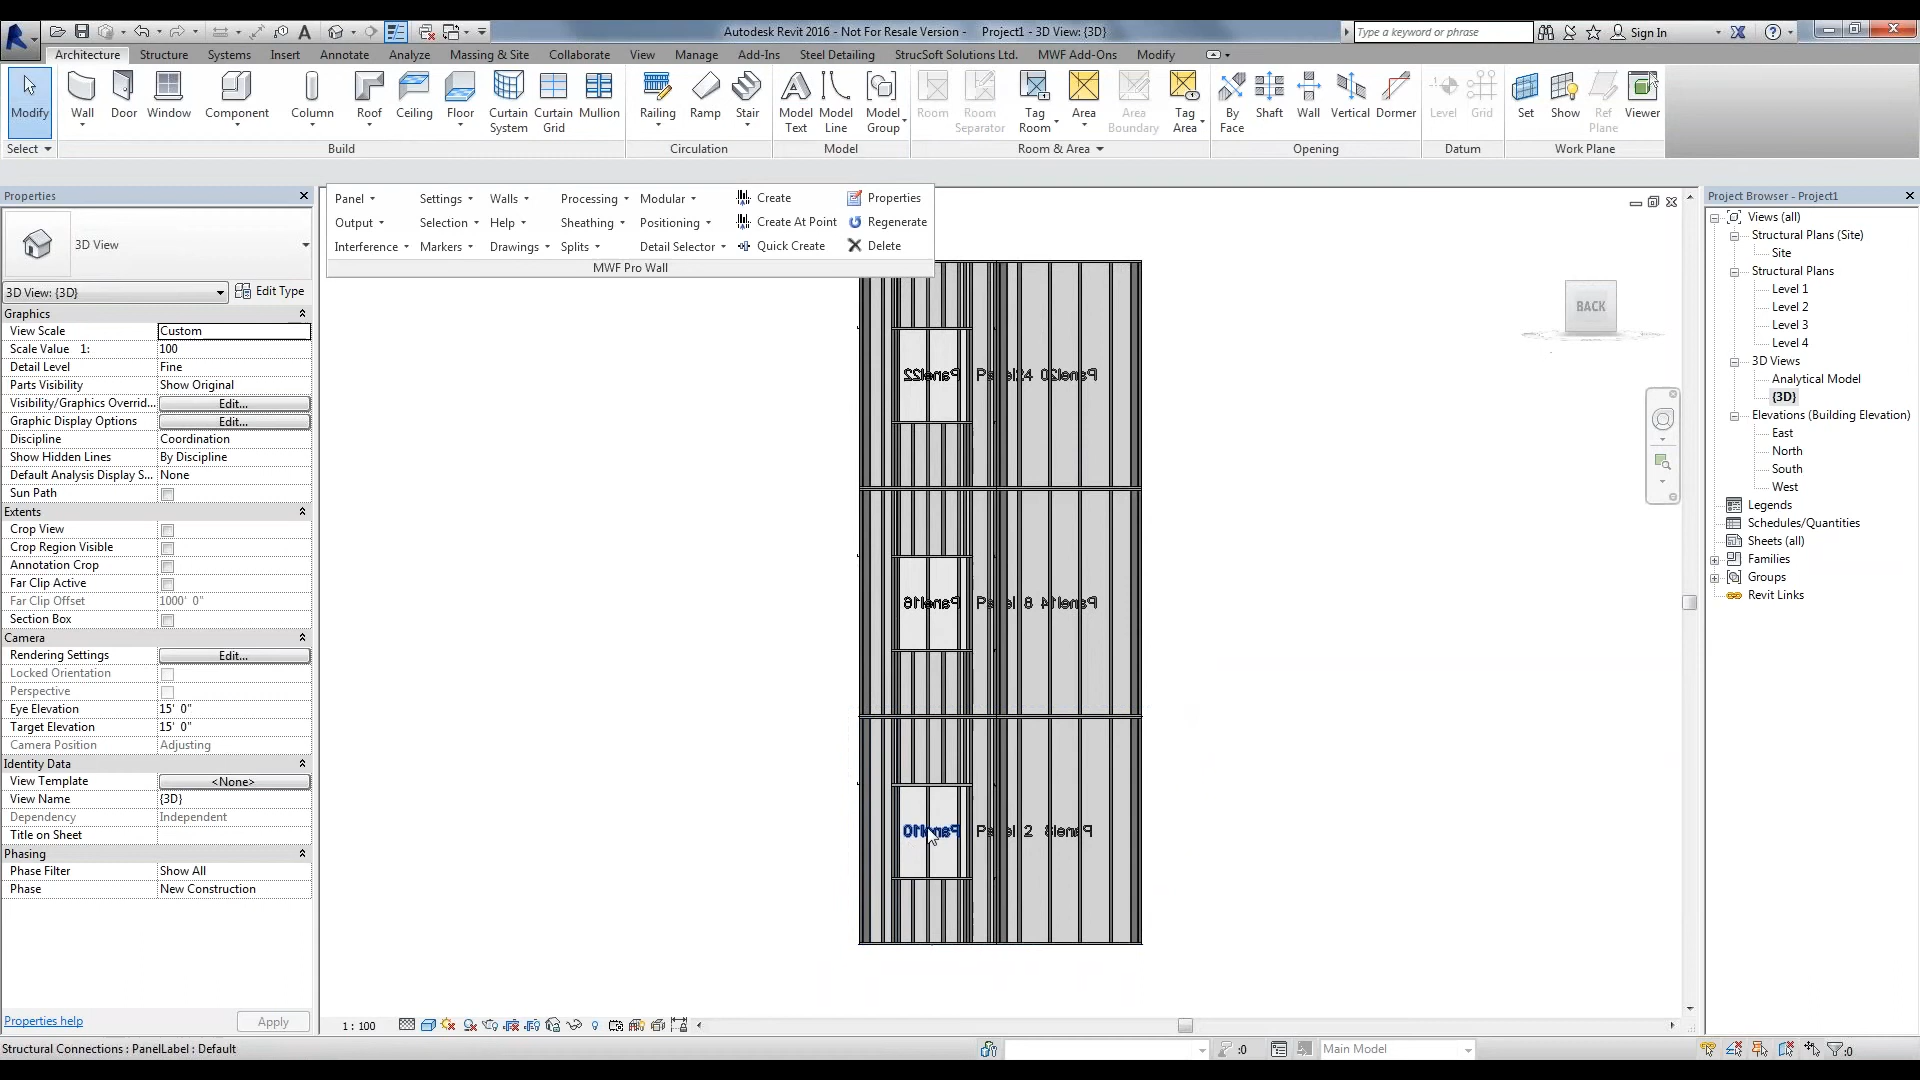 Autodesk Revit 2016 - Not For Resale Version - Project1 - 3D View: {3D}
Type a keyword or phrase
Sign In
Architecture Structure Systems Insert Annotate Analyze Massing & Site Collaborate View Manage Add-Ins Steel Detailing StrucSoft Solutions Ltd. MWF Add-Ons Modify
Modify Wall Door Window Component Column Roof Ceiling Floor Curtain System Curtain Grid Mullion Railing Ramp Stair Model Text Model Line Model Group Room Room Separator Tag Room Area Area Boundary Tag Area By Face Shaft Wall Vertical Dormer Level Grid Set Show Ref Plane Viewer
Select Build Circulation Model Room & Area Opening Datum Work Plane
Properties
3D View
3D View: {3D}
Edit Type
Graphics
View Scale Custom
Scale Value 1: 100
Detail Level Fine
Parts Visibility Show Original
Visibility/Graphics Overrid... Edit...
Graphic Display Options Edit...
Discipline Coordination
Show Hidden Lines By Discipline
Default Analysis Display S... None
Sun Path
Extents
Crop View
Crop Region Visible
Annotation Crop
Far Clip Active
Far Clip Offset 1000' 0"
Section Box
Camera
Rendering Settings Edit...
Locked Orientation
Perspective
Eye Elevation 15' 0"
Target Elevation 15' 0"
Camera Position Adjusting
Identity Data
View Template <None>
View Name {3D}
Dependency Independent
Title on Sheet
Phasing
Phase Filter Show All
Phase New Construction
Properties help
Apply
Panel Settings Walls Processing Modular Create Properties
Output Selection Help Sheathing Positioning Create At Point Regenerate
Interference Markers Drawings Splits Detail Selector Quick Create Delete
MWF Pro Wall
BACK
Panel22 Panel20
Panel16 Panel14
Panel10 Panel8
Project Browser - Project1
Views (all)
Structural Plans (Site)
Site
Structural Plans
Level 1
Level 2
Level 3
Level 4
3D Views
Analytical Model
{3D}
Elevations (Building Elevation)
East
North
South
West
Legends
Schedules/Quantities
Sheets (all)
Families
Groups
Revit Links
1 : 100
Structural Connections : PanelLabel : Default
:0
Main Model
:0